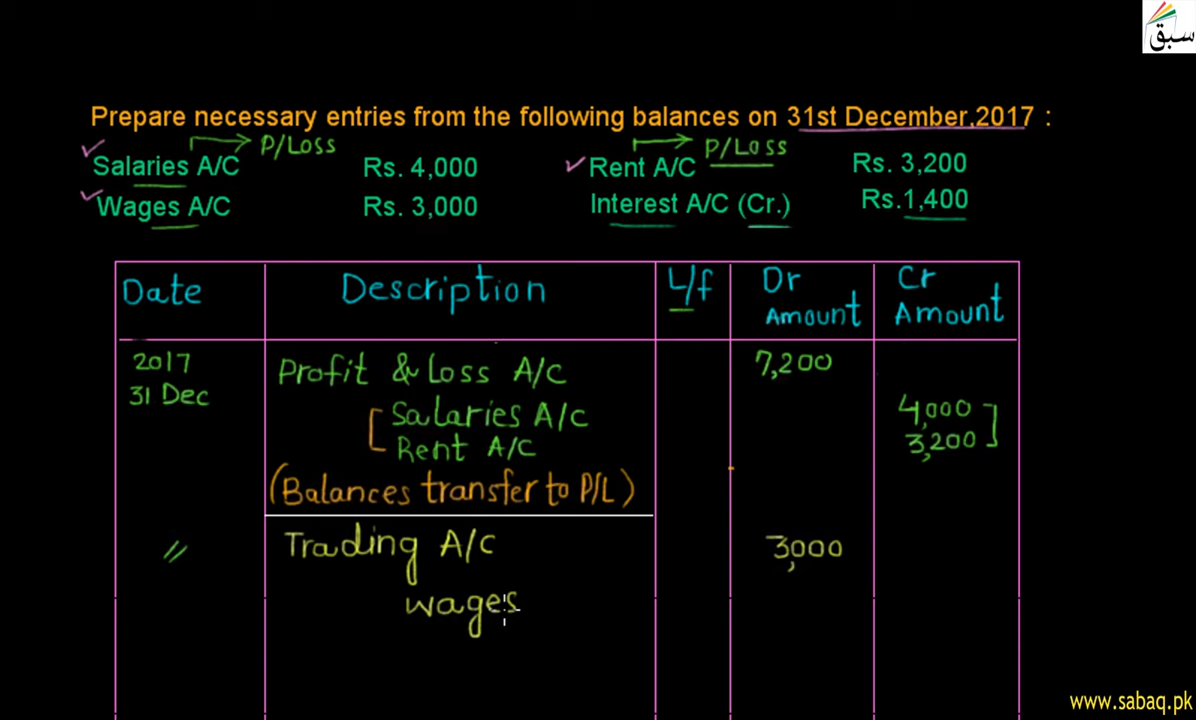 سبق
Prepare necessary entries from the following balances on 31st December,2017 :
Salaries A/C → P/Loss Rs. 4,000 Rent A/C → P/Loss Rs. 3,200
Wages A/C Rs. 3,000 Interest A/C (Cr.) Rs.1,400
Date Description L/f Dr Amount Cr Amount
2017 Profit & Loss A/C 7,200
31 Dec Salaries A/C 4,000
Rent A/C 3,200
(Balances transfer to P/L)
〃 Trading A/C 3,000
wages
www.sabaq.pk